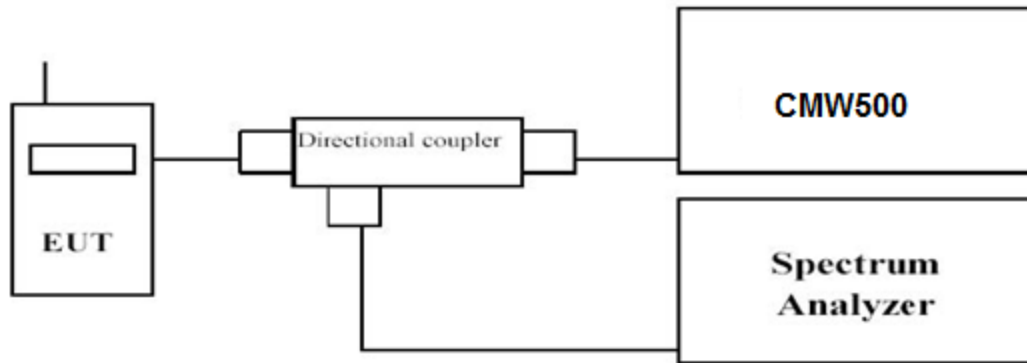 EUT
Directional coupler
CMW500
Spectrum
Analyzer